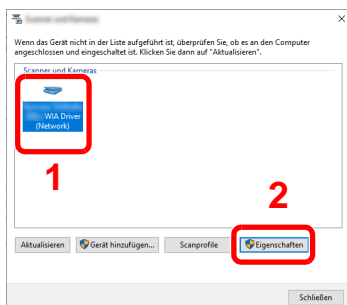 Wenn das Gerät nicht in der Liste aufgeführt ist, überprüfen Sie, ob es an den Computer
angeschlossen und eingeschaltet ist. Klicken Sie dann auf "Aktualisieren".
Scanner und Kameras
WIA Driver
(Network)
1
2
Aktualisieren
Gerät hinzufügen...
Scanprofile
Eigenschaften
Schließen